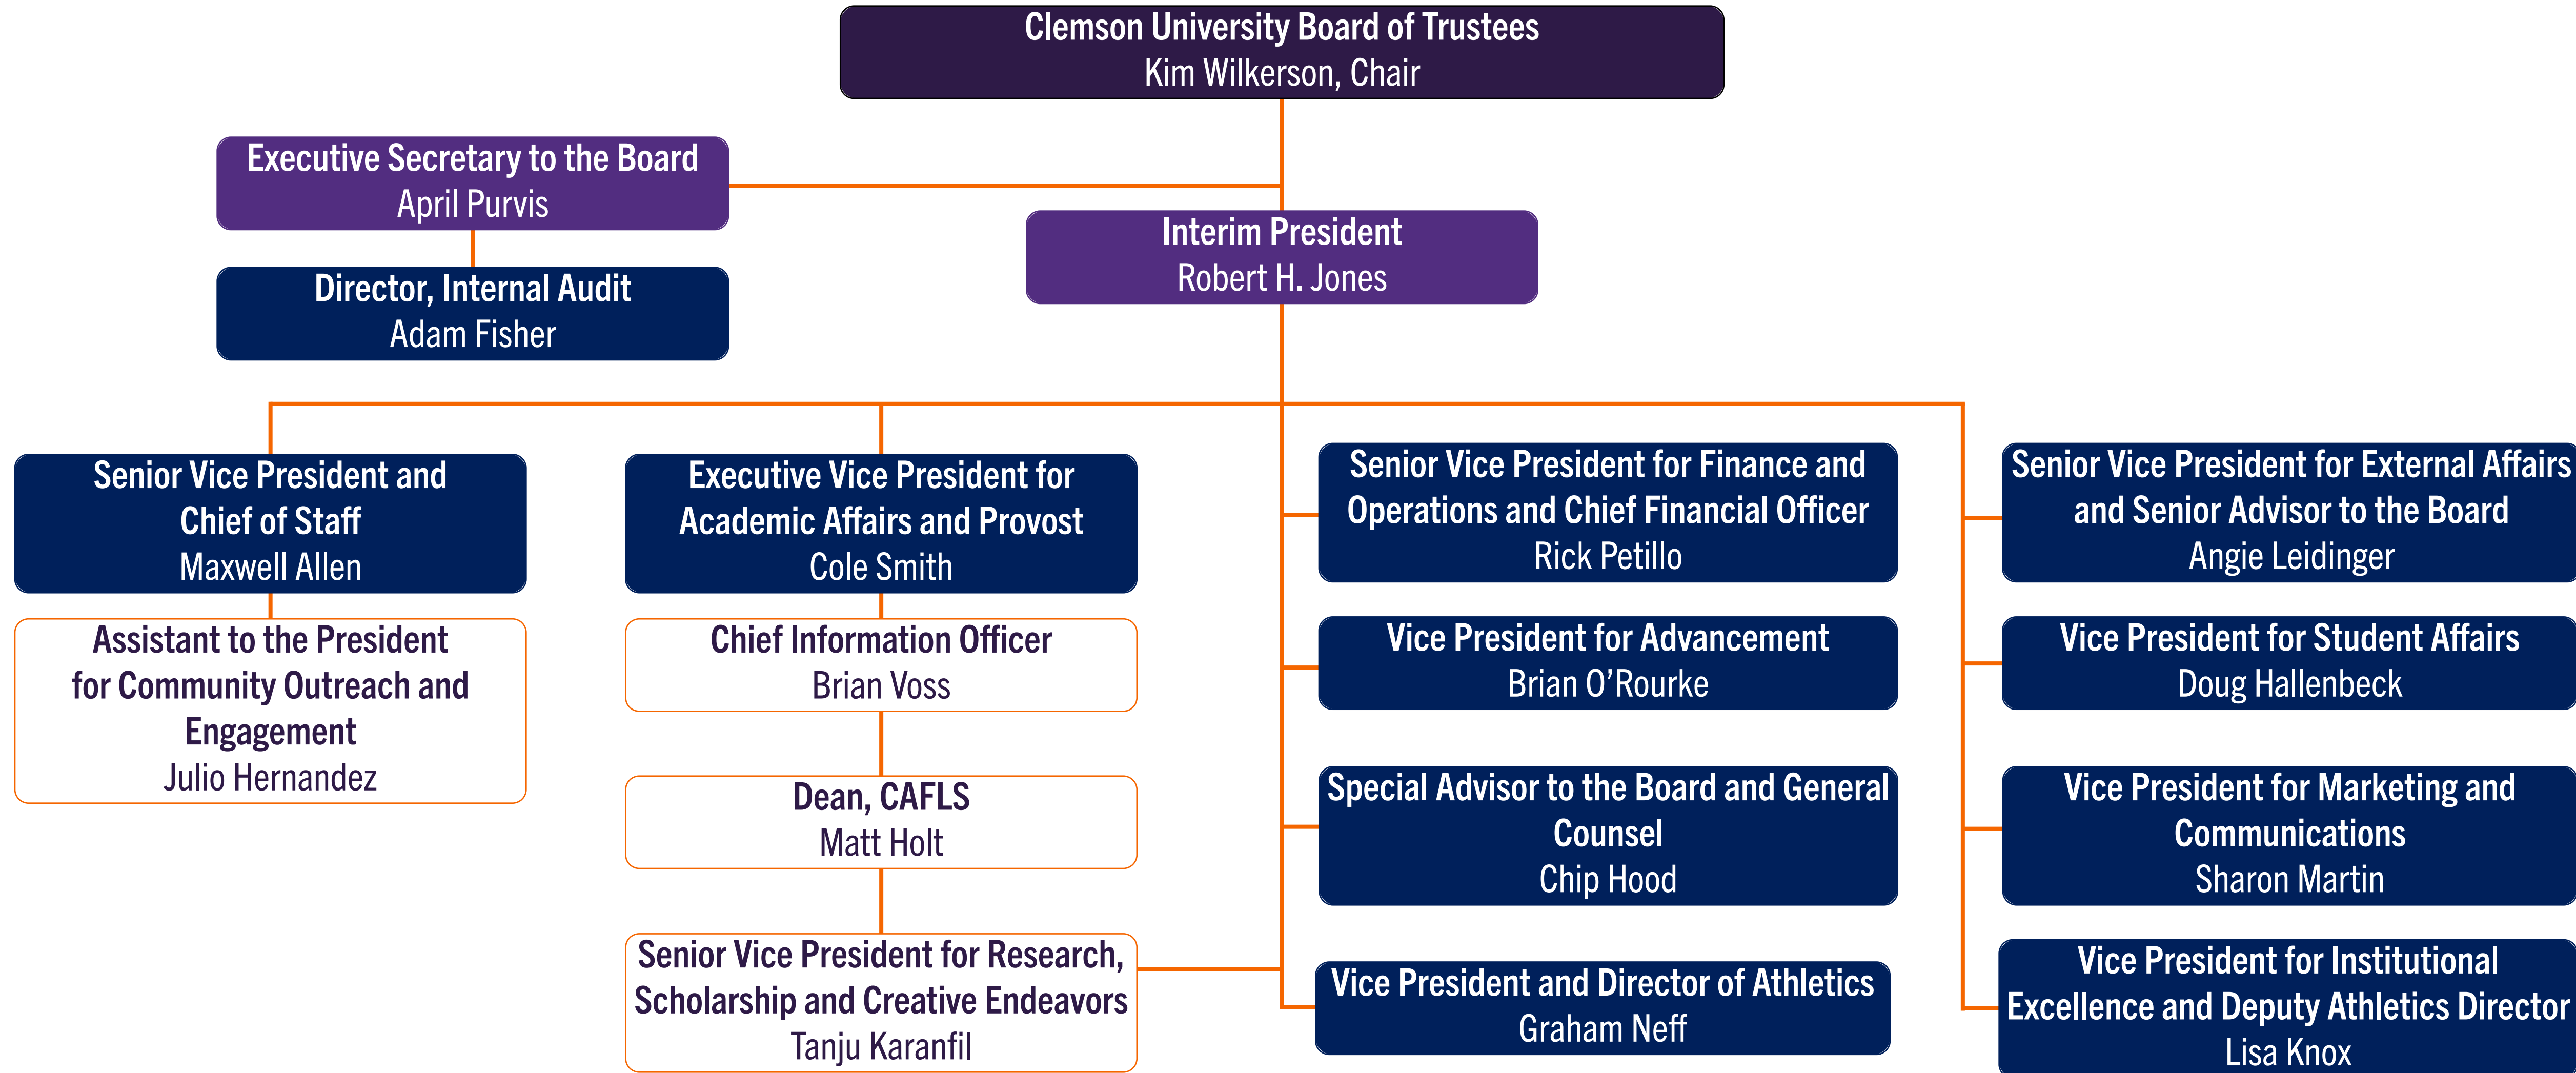 Clemson University Board of Trustees
Kim Wilkerson, Chair
Executive Secretary to the Board
April Purvis
Interim President
Robert H. Jones
Director, Internal Audit
Adam Fisher
Senior Vice President and
Chief of Staff
Maxwell Allen
Assistant to the President
for Community Outreach and
Engagement
Julio Hernandez
Executive Vice President for
Academic Affairs and Provost
Cole Smith
Chief Information Officer
Brian Voss
Dean, CAFLS
Matt Holt
Senior Vice President for Research,
Scholarship and Creative Endeavors
Tanju Karanfil
Senior Vice President for Finance and
Operations and Chief Financial Officer
Rick Petillo
Vice President for Advancement
Brian O’Rourke
Special Advisor to the Board and General
Counsel
Chip Hood
Vice President and Director of Athletics
Graham Neff
Senior Vice President for External Affairs
and Senior Advisor to the Board
Angie Leidinger
Vice President for Student Affairs
Doug Hallenbeck
Vice President for Marketing and
Communications
Sharon Martin
Vice President for Institutional
Excellence and Deputy Athletics Director
Lisa Knox